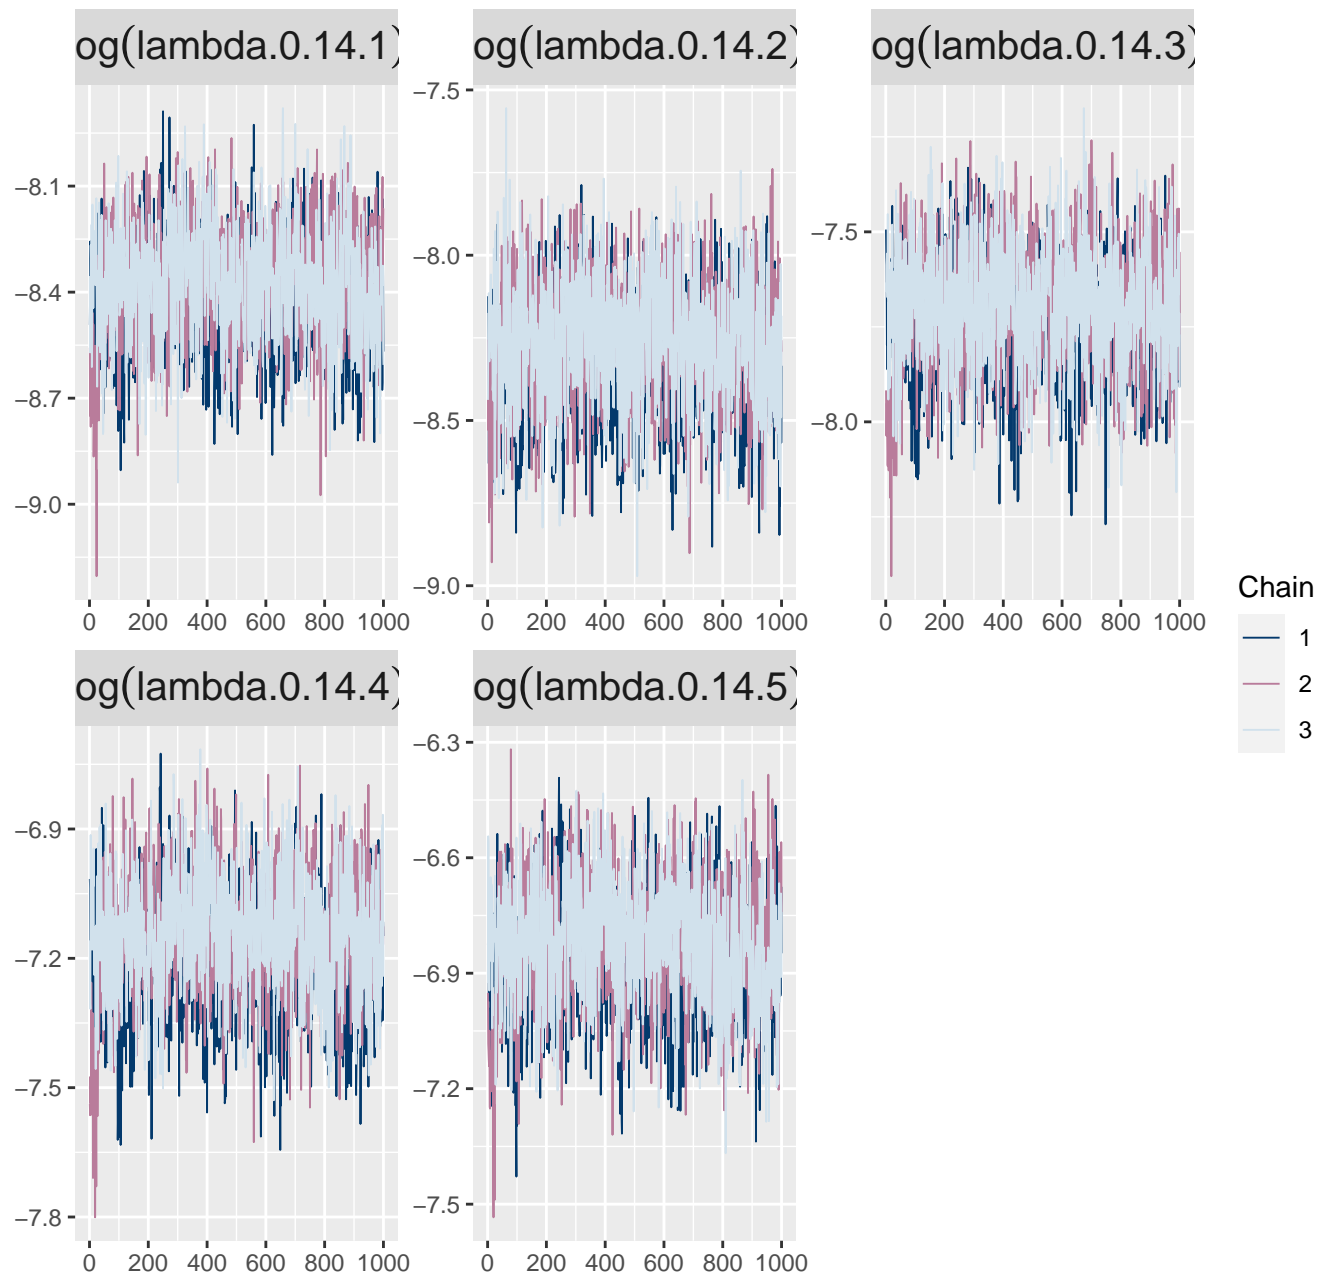 og(lambda.0.14.1) og(lambda.0.14.2) og(lambda.0.14.3)
−8.1
−8.4
−8.7
−9.0
0 200 400 600 800 1000
−7.5
−8.0
−8.5
−9.0
0 200 400 600 800 1000
−7.5
−8.0
0 200 400 600 800 1000
og(lambda.0.14.4) og(lambda.0.14.5)
−6.9
−7.2
−7.5
−7.8
0 200 400 600 800 1000
−6.3
−6.6
−6.9
−7.2
−7.5
0 200 400 600 800 1000
Chain
1
2
3